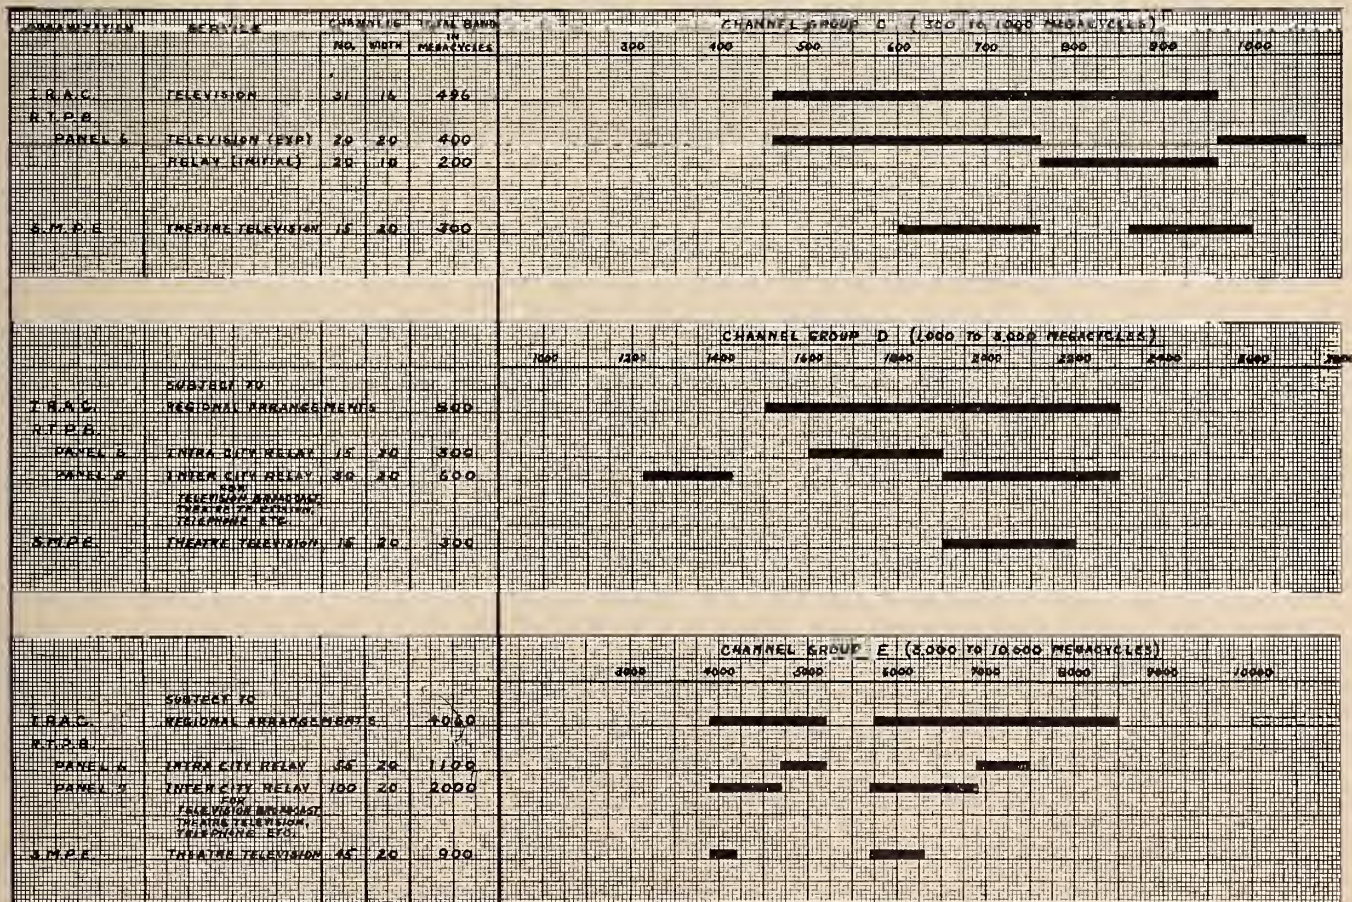 ORGANIZATION SERVICE CHANNELS TOTAL BAND CHANNEL GROUP C (300 TO 1000 MEGACYCLES)
NO. WIDTH IN MEGACYCLES 300 400 500 600 700 800 900 1000
I.R.A.C. TELEVISION 31 16 496
R.T.P.B.
PANEL 6 TELEVISION (EXP) 20 20 400
RELAY (INITIAL) 20 10 200
S.M.P.E. THEATRE TELEVISION 15 20 300
CHANNEL GROUP D (1,000 TO 3,000 MEGACYCLES)
1000 1200 1400 1600 1800 2000 2200 2400 2600
SUBJECT TO
I.R.A.C. REGIONAL ARRANGEMENTS 800
R.T.P.B.
PANEL 6 INTRA CITY RELAY 15 20 300
PANEL INTER CITY RELAY 30 20 600
FOR
TELEVISION BROADCAST,
THEATRE TELEVISION,
TELEPHONE ETC.
S.M.P.E. THEATRE TELEVISION 15 20 300
CHANNEL GROUP E (3,000 TO 10,000 MEGACYCLES)
3000 4000 5000 6000 7000 8000 9000 10000
SUBJECT TO
I.R.A.C. REGIONAL ARRANGEMENTS 4060
R.T.P.B.
PANEL 6 INTRA CITY RELAY 55 20 1100
PANEL INTER CITY RELAY 100 20 2000
FOR
TELEVISION BROADCAST,
THEATRE TELEVISION,
TELEPHONE ETC.
S.M.P.E. THEATRE TELEVISION 45 20 900